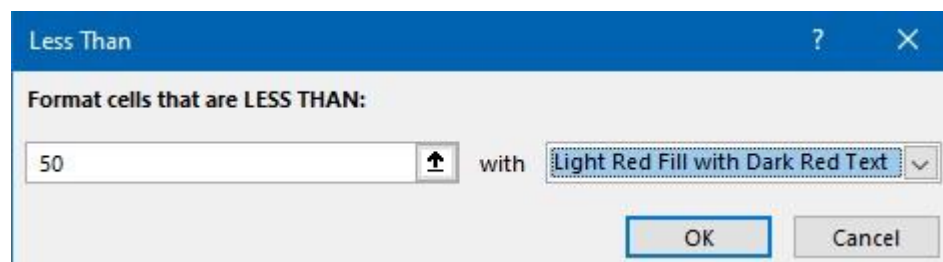 Less Than ?
Format cells that are LESS THAN:
50 with Light Red Fill with Dark Red Text
OK Cancel